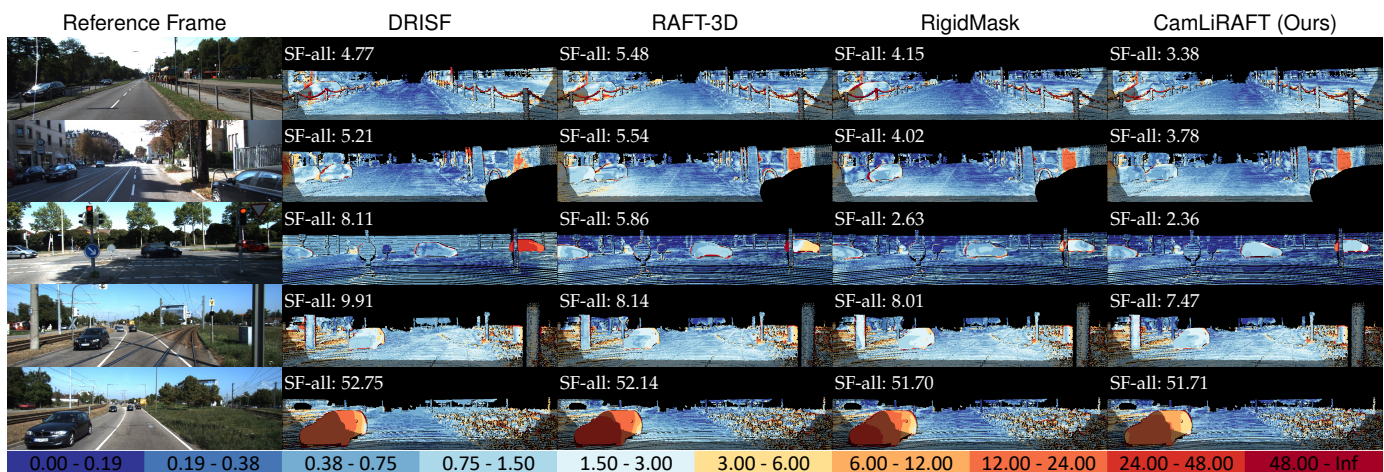 Reference Frame DRISF RAFT-3D RigidMask CamLiRAFT (Ours)
SF-all: 4.77 SF-all: 5.48 SF-all: 4.15 SF-all: 3.38
SF-all: 5.21 SF-all: 5.54 SF-all: 4.02 SF-all: 3.78
SF-all: 8.11 SF-all: 5.86 SF-all: 2.63 SF-all: 2.36
SF-all: 9.91 SF-all: 8.14 SF-all: 8.01 SF-all: 7.47
SF-all: 52.75 SF-all: 52.14 SF-all: 51.70 SF-all: 51.71
0.00 - 0.19 0.19 - 0.38 0.38 - 0.75 0.75 - 1.50 1.50 - 3.00 3.00 - 6.00 6.00 - 12.00 12.00 - 24.00 24.00 - 48.00 48.00 - Inf